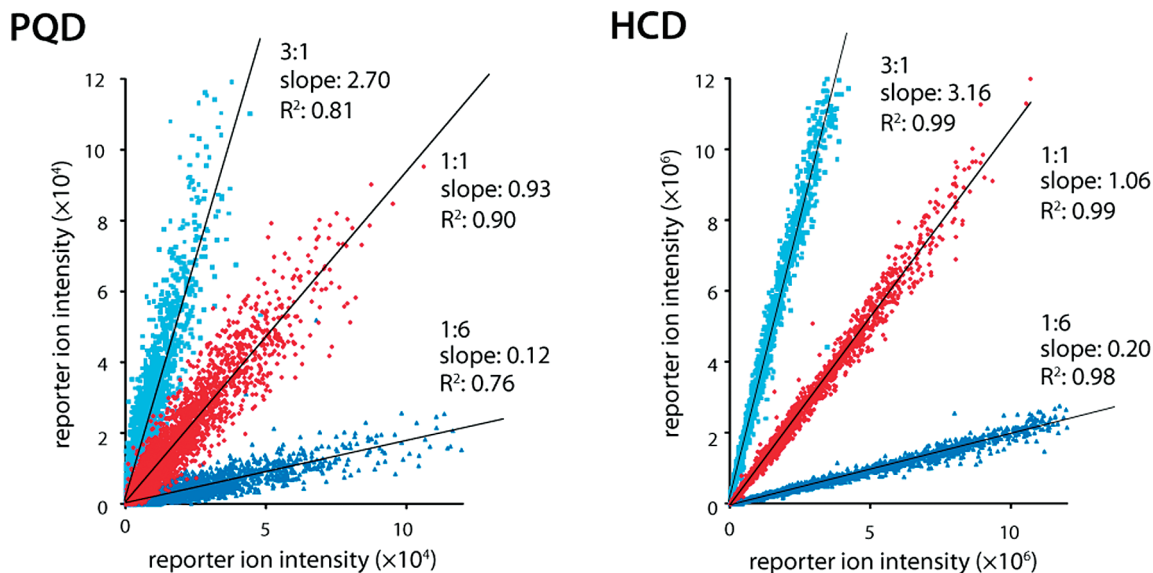 PQD
3:1
slope: 2.70
R²: 0.81
1:1
slope: 0.93
R²: 0.90
1:6
slope: 0.12
R²: 0.76
12
10
8
6
4
2
0
reporter ion intensity (×10⁴)
0
5
10
reporter ion intensity (×10⁴)
HCD
3:1
slope: 3.16
R²: 0.99
1:1
slope: 1.06
R²: 0.99
1:6
slope: 0.20
R²: 0.98
12
10
8
6
4
2
0
reporter ion intensity (×10⁶)
0
5
10
reporter ion intensity (×10⁶)